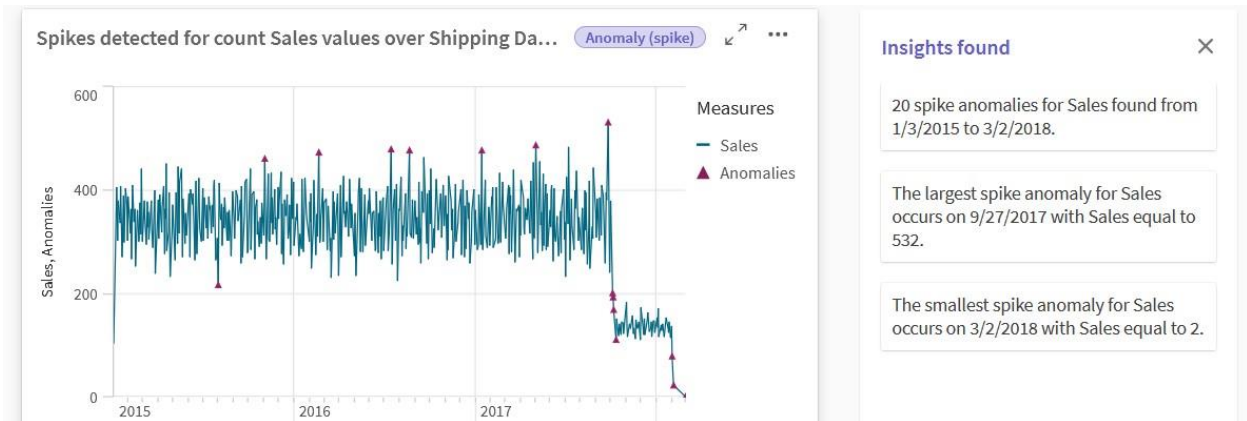 Spikes detected for count Sales values over Shipping Da...
Anomaly (spike)
600
400
200
0
Sales, Anomalies
2015
2016
2017
Measures
Sales
Anomalies
Insights found
20 spike anomalies for Sales found from
1/3/2015 to 3/2/2018.
The largest spike anomaly for Sales
occurs on 9/27/2017 with Sales equal to
532.
The smallest spike anomaly for Sales
occurs on 3/2/2018 with Sales equal to 2.